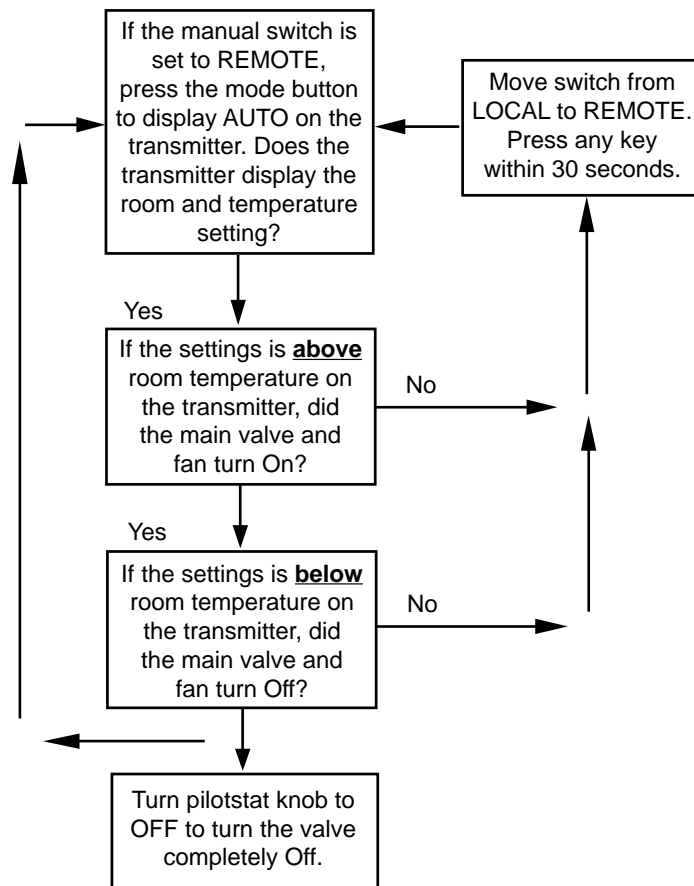 If the manual switch is
set to REMOTE,
press the mode button
to display AUTO on the
transmitter. Does the
transmitter display the
room and temperature
setting?
Move switch from
LOCAL to REMOTE.
Press any key
within 30 seconds.
Yes
If the settings is above
room temperature on
the transmitter, did
the main valve and
fan turn On?
No
Yes
If the settings is below
room temperature on
the transmitter, did
the main valve and
fan turn Off?
No
Turn pilotstat knob to
OFF to turn the valve
completely Off.